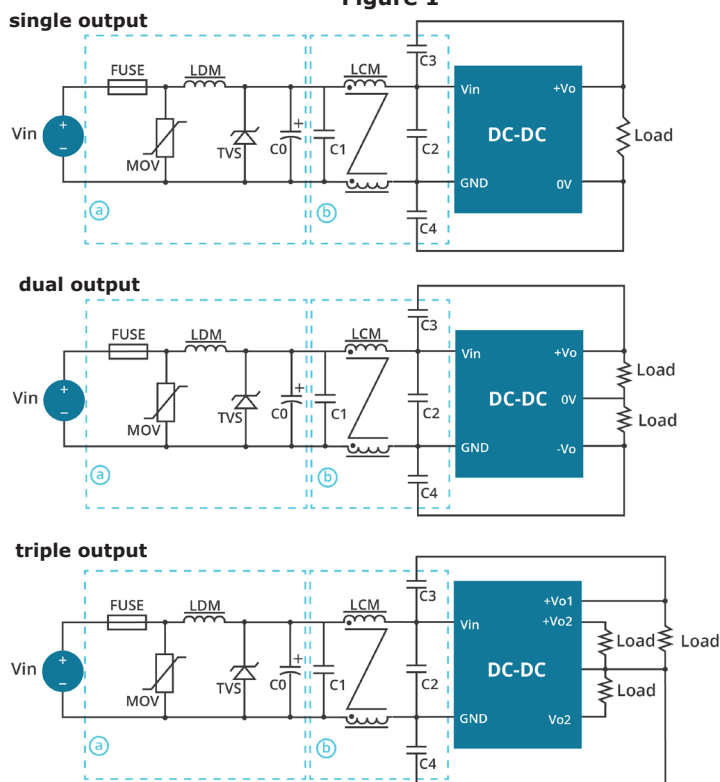 Figure 1
single output
FUSE LDM LCM C3
Vin + − MOV TVS C0 + C1 C2
Vin +Vo
DC-DC
GND 0V
Load
C4
a b
dual output
FUSE LDM LCM C3
Vin + − MOV TVS C0 + C1 C2
Vin +Vo
DC-DC 0V
GND -Vo
Load
Load
C4
a b
triple output
FUSE LDM LCM C3
Vin + − MOV TVS C0 + C1 C2
+Vo1
Vin +Vo2
DC-DC
GND Vo2
Load Load
Load
C4
a b